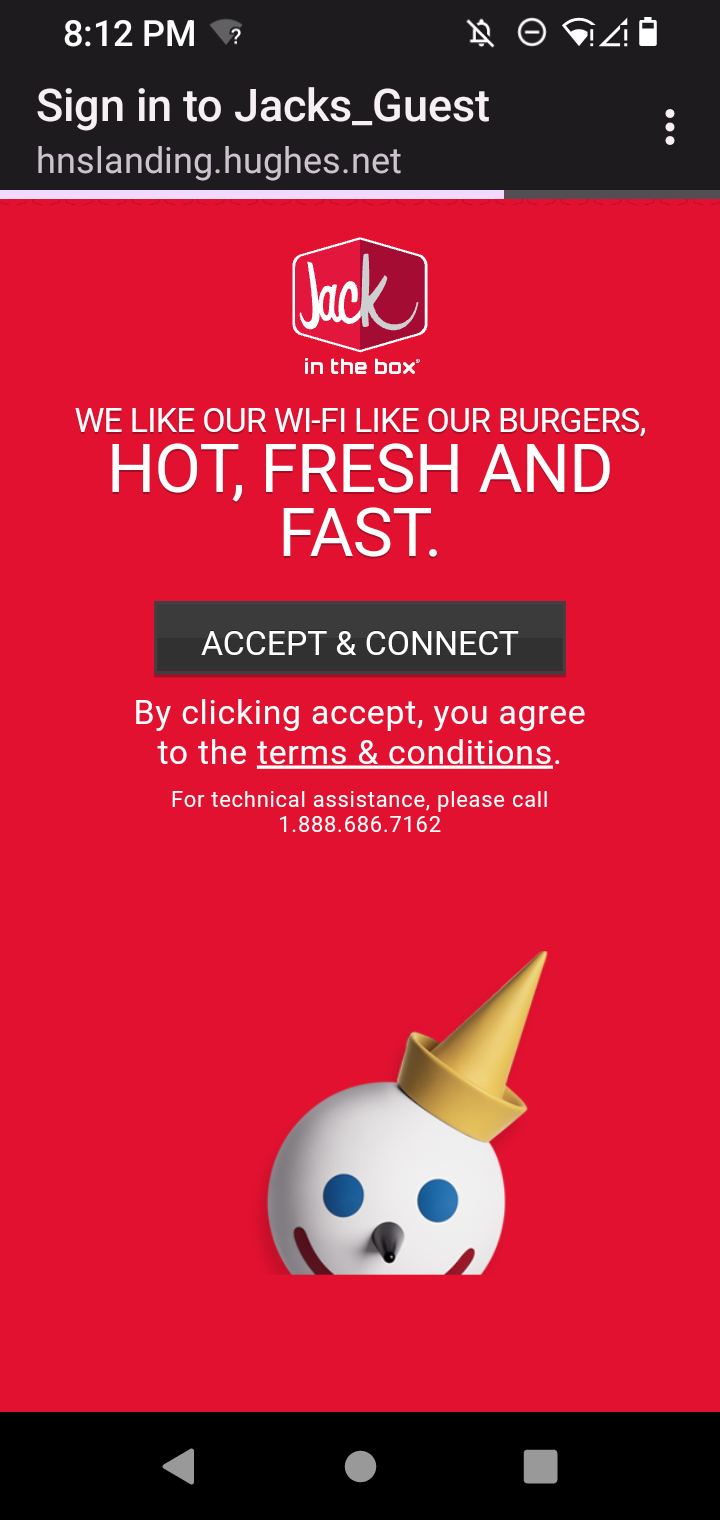 8:12 PM
Sign in to Jacks_Guest
hnslanding.hughes.net
Jack
in the box®
WE LIKE OUR WI-FI LIKE OUR BURGERS,
HOT, FRESH AND
FAST.
ACCEPT & CONNECT
By clicking accept, you agree
to the terms & conditions.
For technical assistance, please call
1.888.686.7162